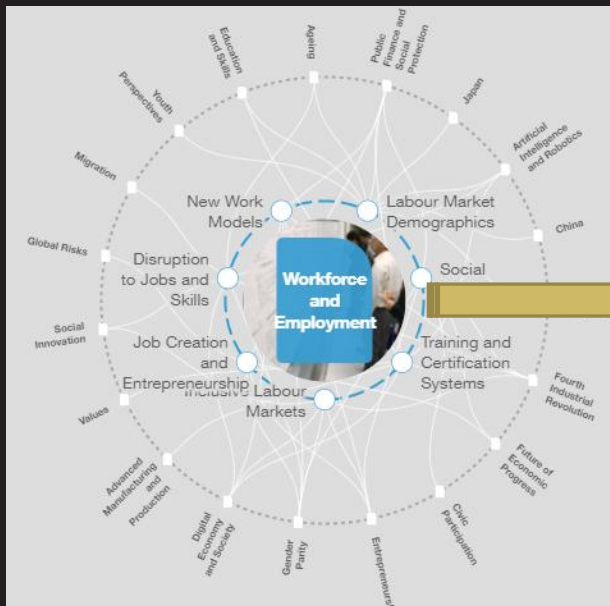 Ageing
Public
Finance and
Social
Protection
Japan
Artificial
Intelligence
and Robotics
China
Fourth
Industrial
Revolution
Future of
Economic
Progress
Civic
Participation
Gender
Parity
Digital
Economy
and Society
Advanced
Manufacturing
and
Production
Values
Social
Innovation
Global Risks
Migration
Youth
Perspectives
Education
and Skills
New Work
Models
Labour Market
Demographics
Disruption
to Jobs and
Skills
Social
Workforce
and
Employment
Job Creation
and
Entrepreneurship
Training and
Certification
Systems
Inclusive Labour
Markets